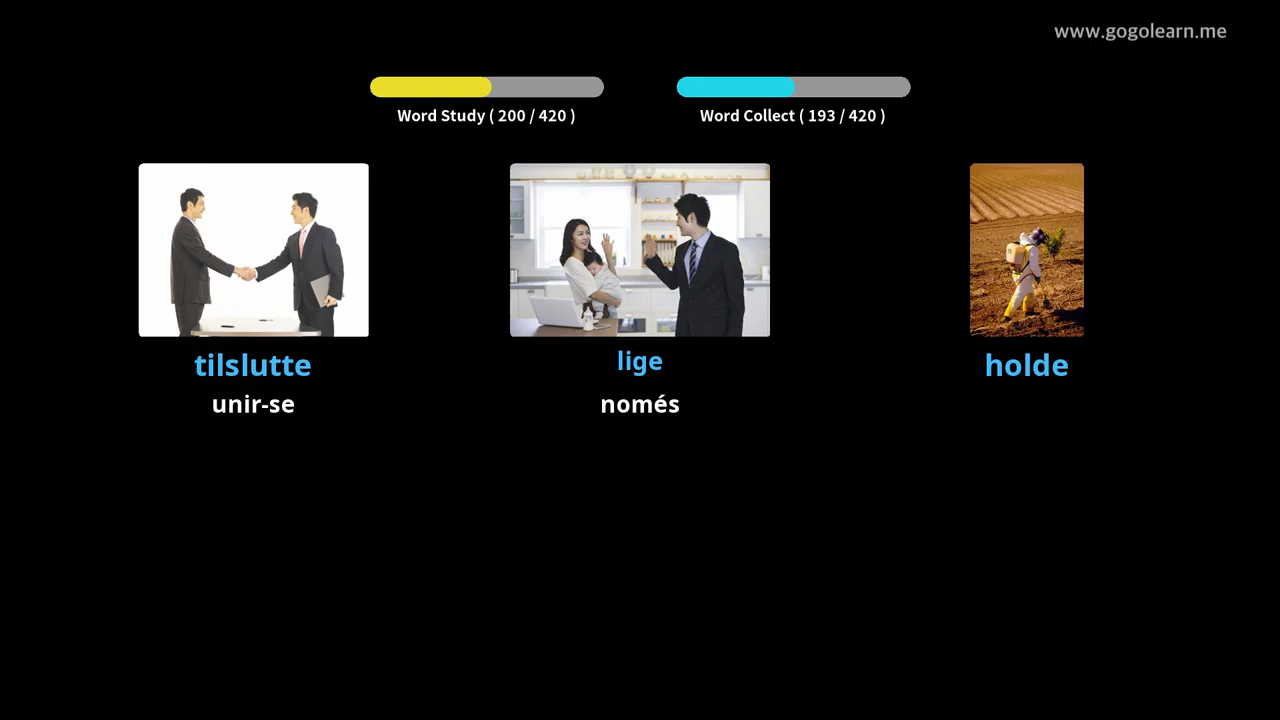 www.gogolearn.me
Word Study ( 200 / 420 )
Word Collect ( 193 / 420 )
tilslutte
lige
holde
unir-se
només